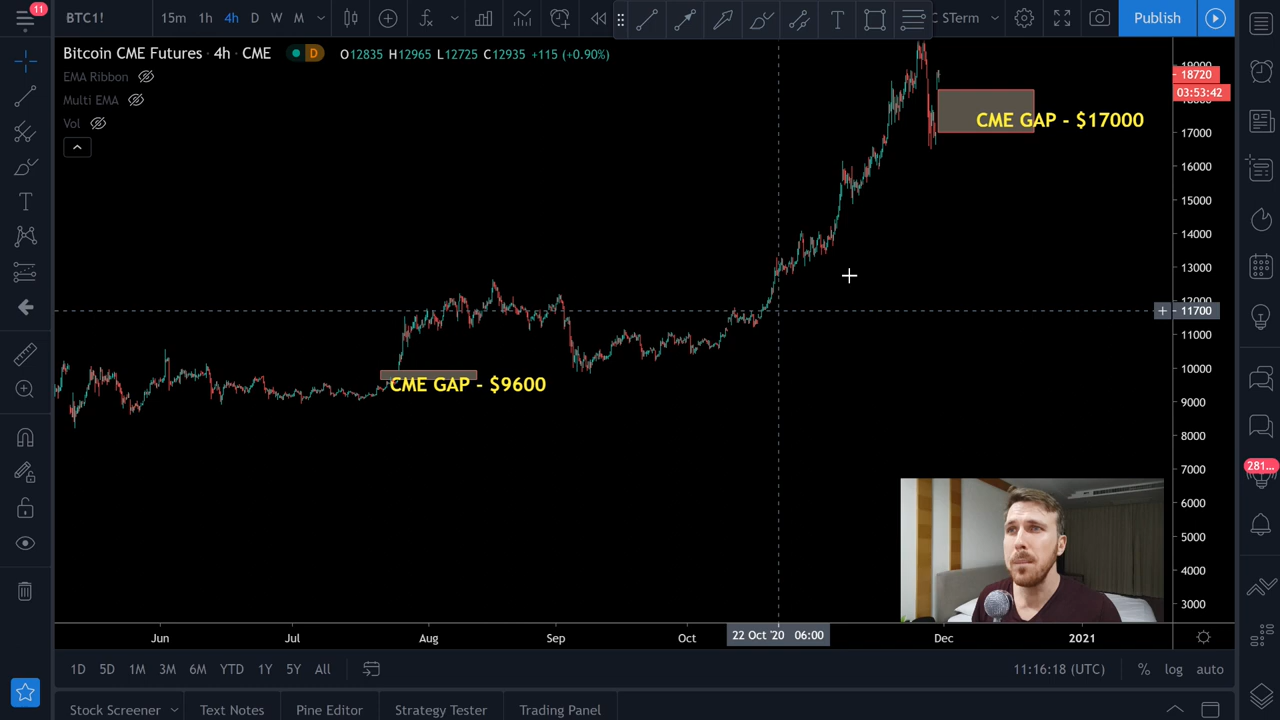 11
BTC1!
15m 1h 4h D W M
C STerm
Publish
Bitcoin CME Futures · 4h · CME
D
O12835 H12965 L12725 C12935 +115 (+0.90%)
EMA Ribbon
Multi EMA
Vol
18720
03:53:42
CME GAP - $17000
17000
16000
15000
14000
13000
12000
11700
11000
10000
CME GAP - $9600
9000
8000
7000
281...
6000
5000
4000
3000
Jun Jul Aug Sep Oct 22 Oct '20 06:00 Dec 2021
1D 5D 1M 3M 6M YTD 1Y 5Y All
11:16:18 (UTC) % log auto
Stock Screener Text Notes Pine Editor Strategy Tester Trading Panel